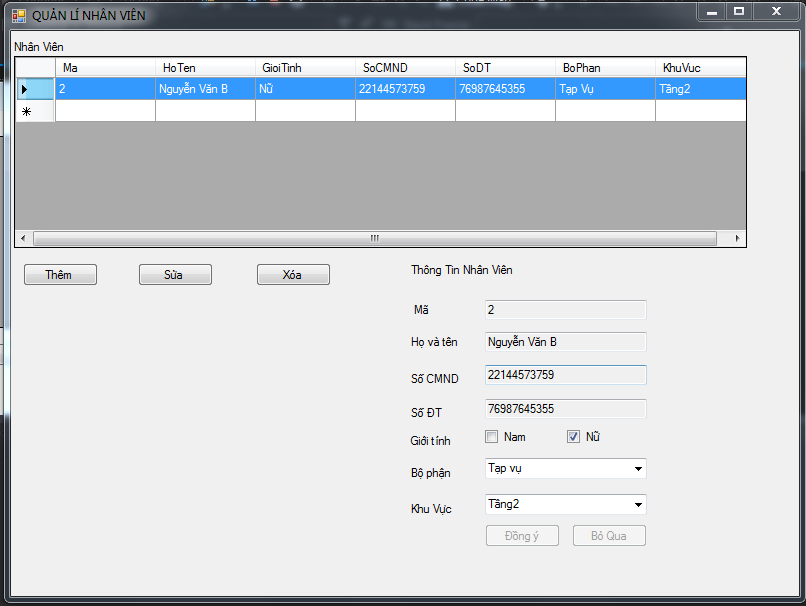 QUẢN LÍ NHÂN VIÊN
Nhân Viên
Ma HoTen GioiTinh SoCMND SoDT BoPhan KhuVuc
2 Nguyễn Văn B Nữ 22144573759 76987645355 Tạp Vụ Tầng2
Thêm Sửa Xóa
Thông Tin Nhân Viên
Mã 2
Họ và tên Nguyễn Văn B
Số CMND 22144573759
Số ĐT 76987645355
Giới tính Nam Nữ
Bộ phận Tạp vụ
Khu Vực Tầng2
Đồng ý Bỏ Qua